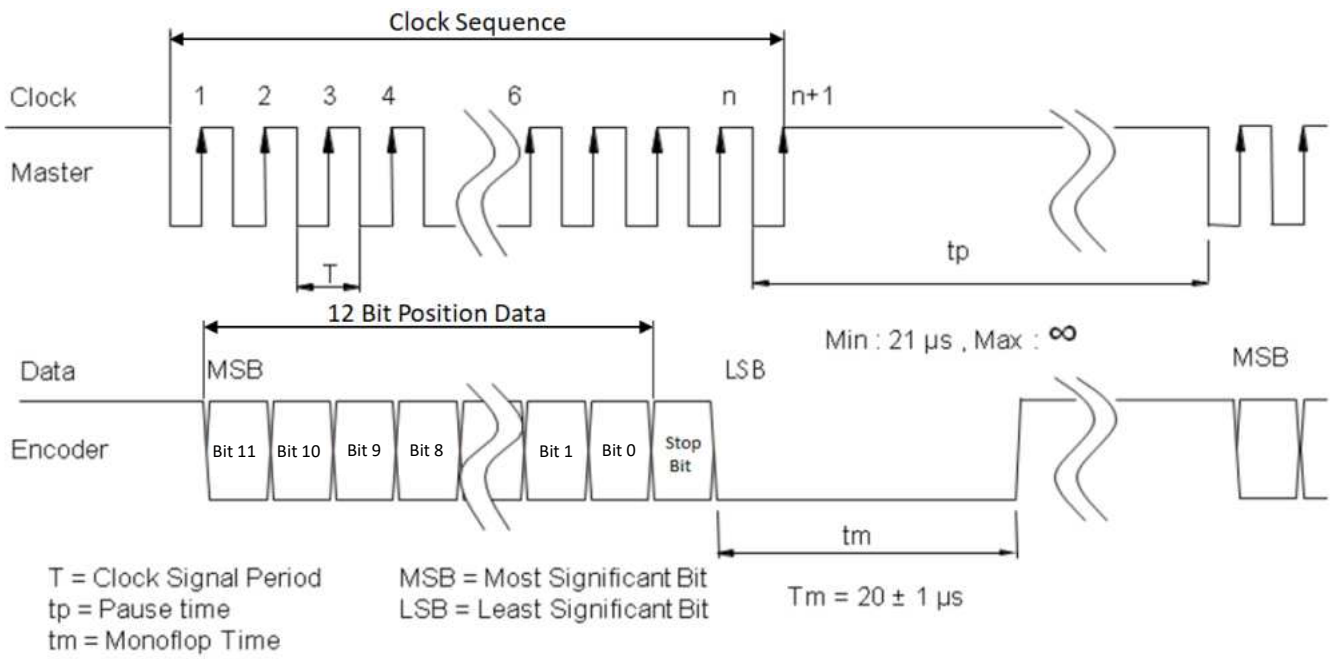 Clock Sequence
Clock 1 2 3 4 6 n n+1
Master
T
tp
12 Bit Position Data
Min : 21 µs , Max : ∞
Data MSB LSB MSB
Encoder Bit 11 Bit 10 Bit 9 Bit 8 Bit 1 Bit 0 Stop
Bit
tm
T = Clock Signal Period MSB = Most Significant Bit
Tm = 20 ± 1 µs
tp = Pause time LSB = Least Significant Bit
tm = Monoflop Time